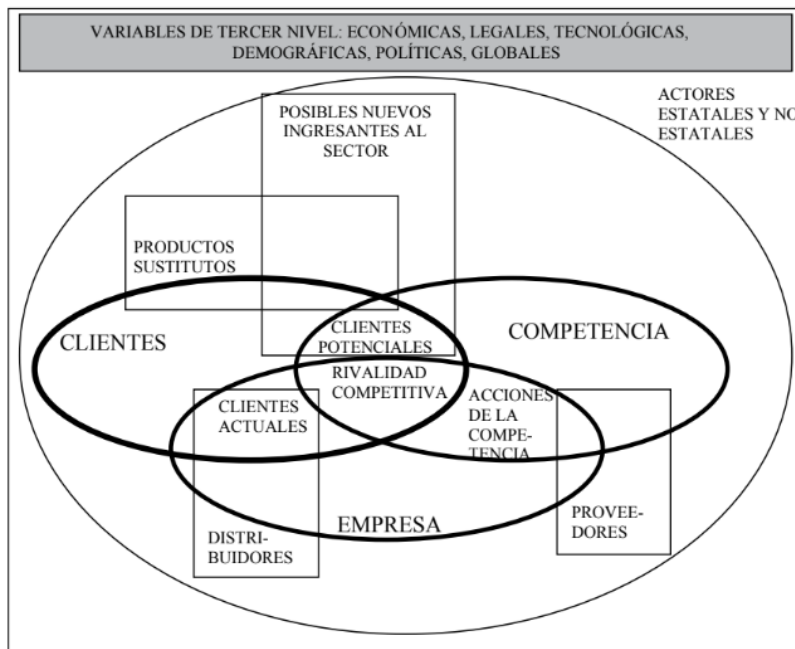 VARIABLES DE TERCER NIVEL: ECONÓMICAS, LEGALES, TECNOLÓGICAS,
DEMOGRÁFICAS, POLÍTICAS, GLOBALES
ACTORES
ESTATALES Y NO
ESTATALES
POSIBLES NUEVOS
INGRESANTES AL
SECTOR
PRODUCTOS
SUSTITUTOS
CLIENTES
CLIENTES
POTENCIALES
COMPETENCIA
RIVALIDAD
COMPETITIVA
CLIENTES
ACTUALES
ACCIONES
DE LA
COMPE-
TENCIA
EMPRESA
DISTRI-
BUIDORES
PROVEE-
DORES